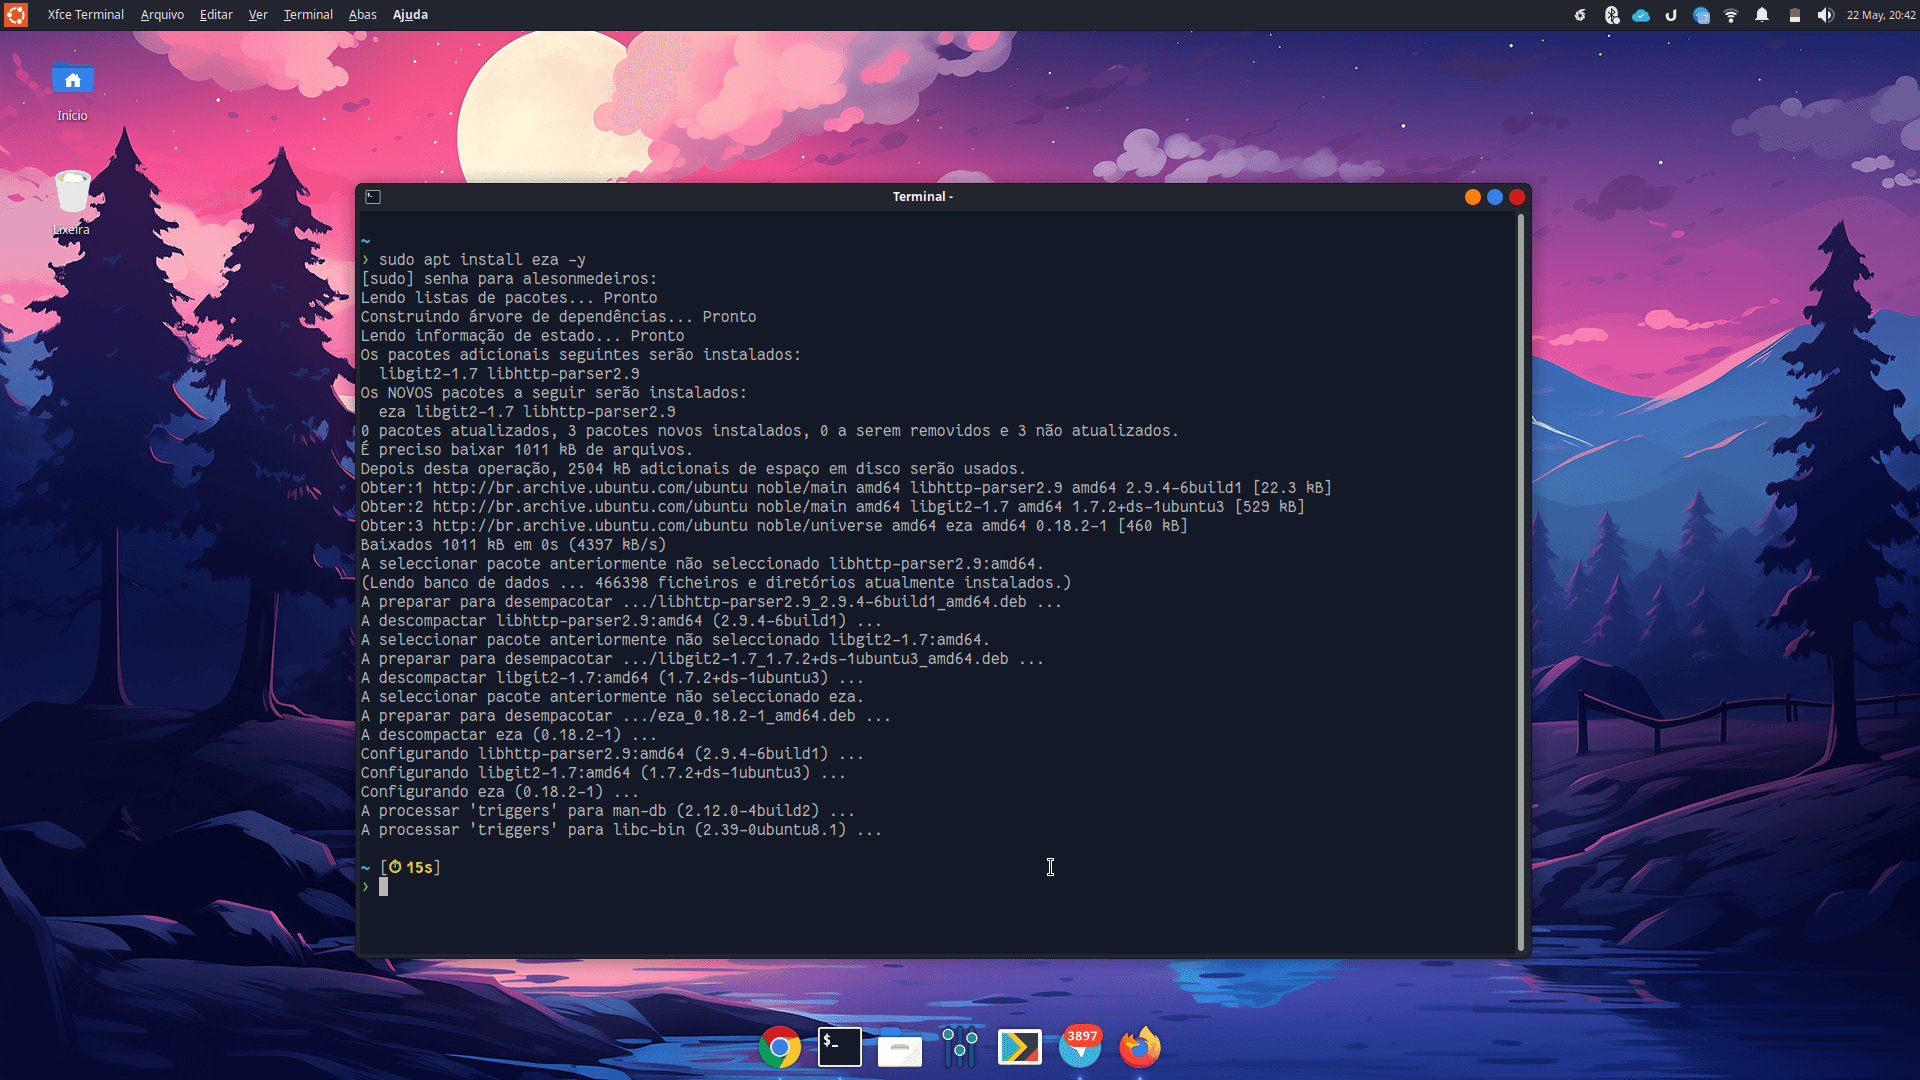 Xfce Terminal Arquivo Editar Ver Terminal Abas Ajuda 22 May, 20:42
Início
Lixeira
Terminal -
~
❯ sudo apt install eza -y
[sudo] senha para alesonmedeiros:
Lendo listas de pacotes... Pronto
Construindo árvore de dependências... Pronto
Lendo informação de estado... Pronto
Os pacotes adicionais seguintes serão instalados:
  libgit2-1.7 libhttp-parser2.9
Os NOVOS pacotes a seguir serão instalados:
  eza libgit2-1.7 libhttp-parser2.9
0 pacotes atualizados, 3 pacotes novos instalados, 0 a serem removidos e 3 não atualizados.
É preciso baixar 1011 kB de arquivos.
Depois desta operação, 2504 kB adicionais de espaço em disco serão usados.
Obter:1 http://br.archive.ubuntu.com/ubuntu noble/main amd64 libhttp-parser2.9 amd64 2.9.4-6build1 [22.3 kB]
Obter:2 http://br.archive.ubuntu.com/ubuntu noble/main amd64 libgit2-1.7 amd64 1.7.2+ds-1ubuntu3 [529 kB]
Obter:3 http://br.archive.ubuntu.com/ubuntu noble/universe amd64 eza amd64 0.18.2-1 [460 kB]
Baixados 1011 kB em 0s (4397 kB/s)
A seleccionar pacote anteriormente não seleccionado libhttp-parser2.9:amd64.
(Lendo banco de dados ... 466398 ficheiros e diretórios atualmente instalados.)
A preparar para desempacotar .../libhttp-parser2.9_2.9.4-6build1_amd64.deb ...
A descompactar libhttp-parser2.9:amd64 (2.9.4-6build1) ...
A seleccionar pacote anteriormente não seleccionado libgit2-1.7:amd64.
A preparar para desempacotar .../libgit2-1.7_1.7.2+ds-1ubuntu3_amd64.deb ...
A descompactar libgit2-1.7:amd64 (1.7.2+ds-1ubuntu3) ...
A seleccionar pacote anteriormente não seleccionado eza.
A preparar para desempacotar .../eza_0.18.2-1_amd64.deb ...
A descompactar eza (0.18.2-1) ...
Configurando libhttp-parser2.9:amd64 (2.9.4-6build1) ...
Configurando libgit2-1.7:amd64 (1.7.2+ds-1ubuntu3) ...
Configurando eza (0.18.2-1) ...
A processar 'triggers' para man-db (2.12.0-4build2) ...
A processar 'triggers' para libc-bin (2.39-0ubuntu8.1) ...
~ [⏱ 15s]
❯
$_
3897